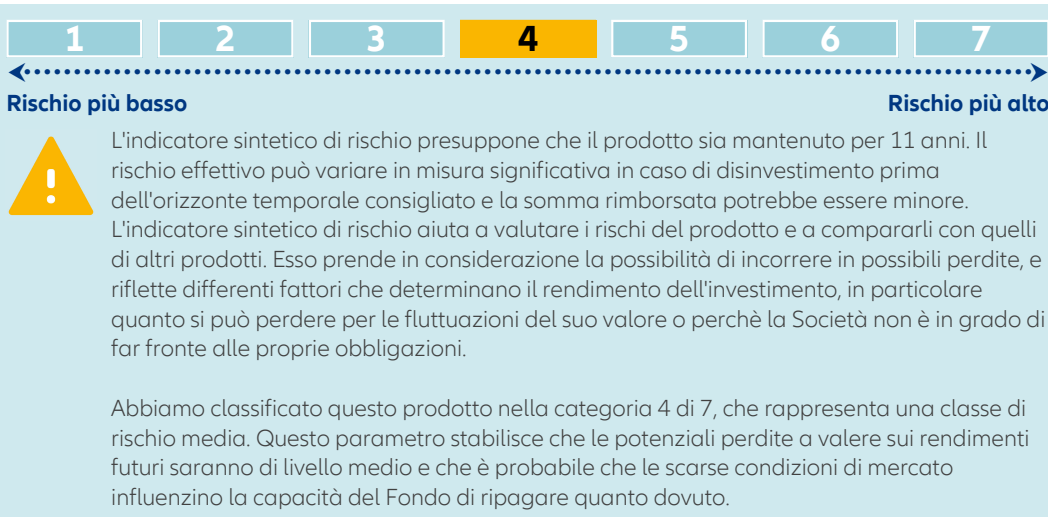 1 2 3 4 5 6 7
Rischio più basso Rischio più alto
L'indicatore sintetico di rischio presuppone che il prodotto sia mantenuto per 11 anni. Il
rischio effettivo può variare in misura significativa in caso di disinvestimento prima
dell'orizzonte temporale consigliato e la somma rimborsata potrebbe essere minore.
L'indicatore sintetico di rischio aiuta a valutare i rischi del prodotto e a compararli con quelli
di altri prodotti. Esso prende in considerazione la possibilità di incorrere in possibili perdite, e
riflette differenti fattori che determinano il rendimento dell'investimento, in particolare
quanto si può perdere per le fluttuazioni del suo valore o perchè la Società non è in grado di
far fronte alle proprie obbligazioni.
Abbiamo classificato questo prodotto nella categoria 4 di 7, che rappresenta una classe di
rischio media. Questo parametro stabilisce che le potenziali perdite a valere sui rendimenti
futuri saranno di livello medio e che è probabile che le scarse condizioni di mercato
influenzino la capacità del Fondo di ripagare quanto dovuto.